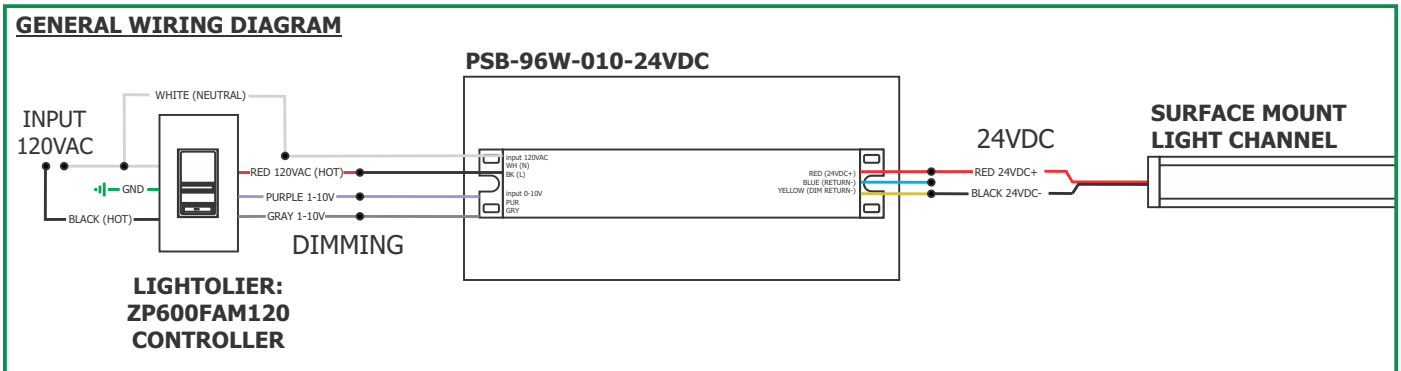 GENERAL WIRING DIAGRAM
PSB-96W-010-24VDC
WHITE (NEUTRAL)
INPUT
120VAC
GND
BLACK (HOT)
RED 120VAC (HOT)
PURPLE 1-10V
GRAY 1-10V
DIMMING
LIGHTOLIER:
ZP600FAM120
CONTROLLER
input 120VAC
WH (N)
BK (L)
input 0-10V
PUR
GRY
RED (24VDC+)
BLUE (RETURN-)
YELLOW (DIM RETURN-)
24VDC
RED 24VDC+
BLACK 24VDC-
SURFACE MOUNT
LIGHT CHANNEL